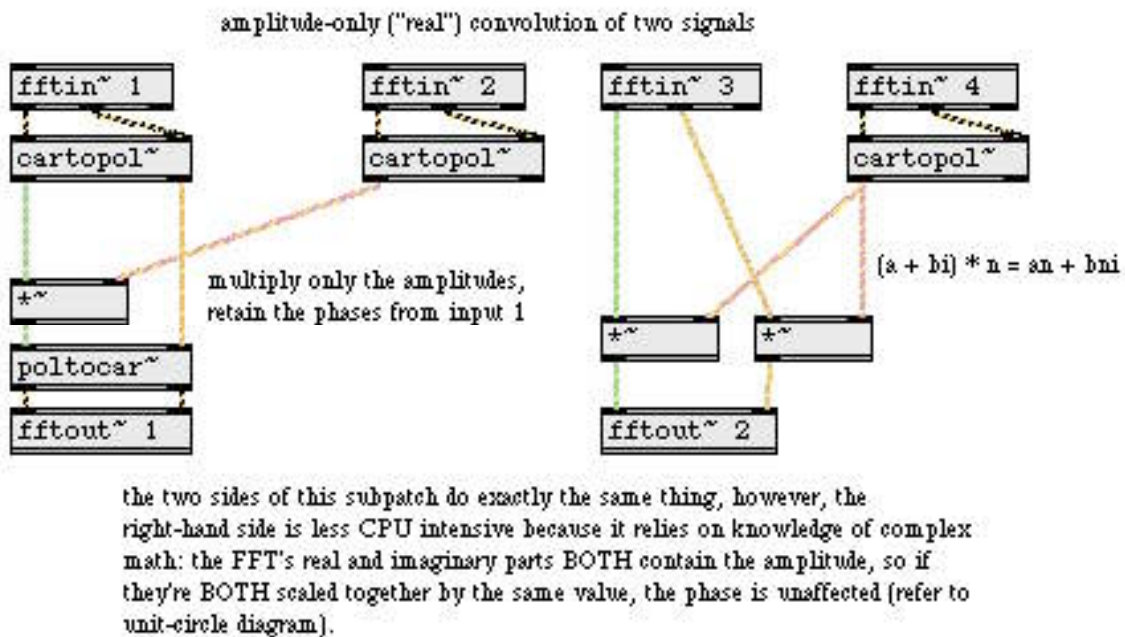 amplitude-only ("real") convolution of two signals
fftin~ 1
fftin~ 2
fftin~ 3
fftin~ 4
cartopol~
cartopol~
cartopol~
multiply only the amplitudes,
retain the phases from input 1
(a + bi) * n = an + bni
*~
*~
*~
poltocar~
fftout~ 1
fftout~ 2
the two sides of this subpatch do exactly the same thing, however, the
right-hand side is less CPU intensive because it relies on knowledge of complex
math: the FFT's real and imaginary parts BOTH contain the amplitude, so if
they're BOTH scaled together by the same value, the phase is unaffected (refer to
unit-circle diagram).